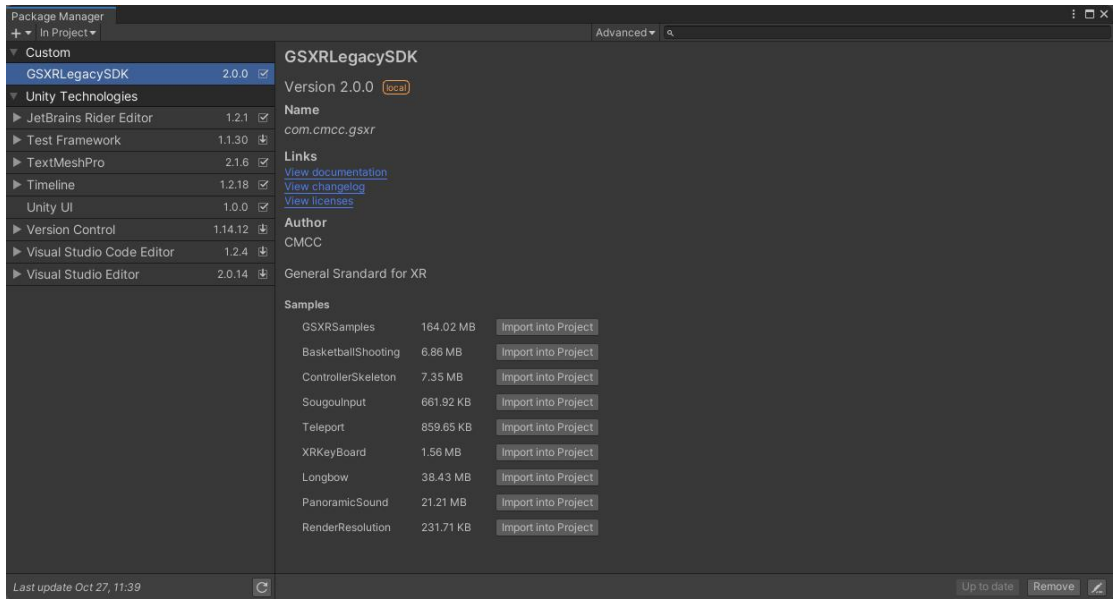 Package Manager
+ In Project Advanced
Custom
GSXRLegacySDK 2.0.0
Unity Technologies
JetBrains Rider Editor 1.2.1
Test Framework 1.1.30
TextMeshPro 2.1.6
Timeline 1.2.18
Unity UI 1.0.0
Version Control 1.14.12
Visual Studio Code Editor 1.2.4
Visual Studio Editor 2.0.14
Last update Oct 27, 11:39
GSXRLegacySDK
Version 2.0.0 local
Name
com.cmcc.gsxr
Links
View documentation
View changelog
View licenses
Author
CMCC
General Srandard for XR
Samples
GSXRSamples 164.02 MB Import into Project
BasketballShooting 6.86 MB Import into Project
ControllerSkeleton 7.35 MB Import into Project
SougouInput 661.92 KB Import into Project
Teleport 859.65 KB Import into Project
XRKeyBoard 1.56 MB Import into Project
Longbow 38.43 MB Import into Project
PanoramicSound 21.21 MB Import into Project
RenderResolution 231.71 KB Import into Project
Up to date Remove